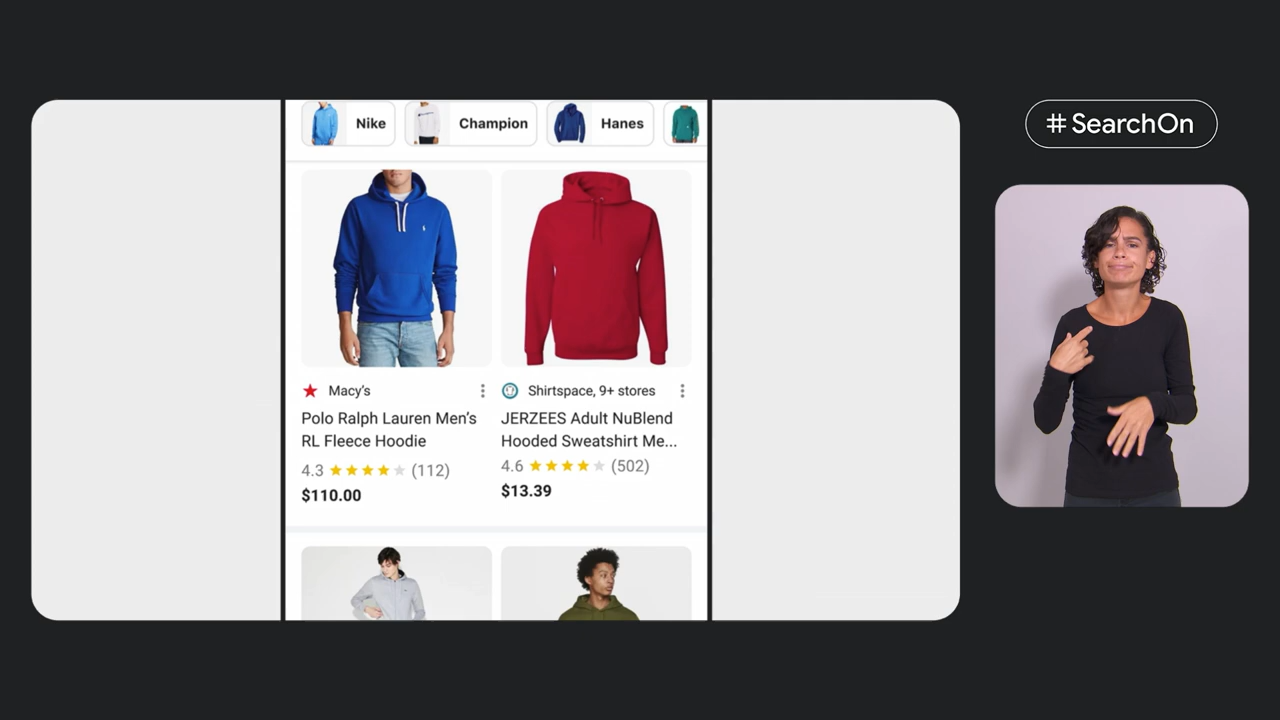 Nike
Champion
Hanes
#SearchOn
Macy's
Polo Ralph Lauren Men's
RL Fleece Hoodie
4.3 (112)
$110.00
Shirtspace, 9+ stores
JERZEES Adult NuBlend
Hooded Sweatshirt Me...
4.6 (502)
$13.39